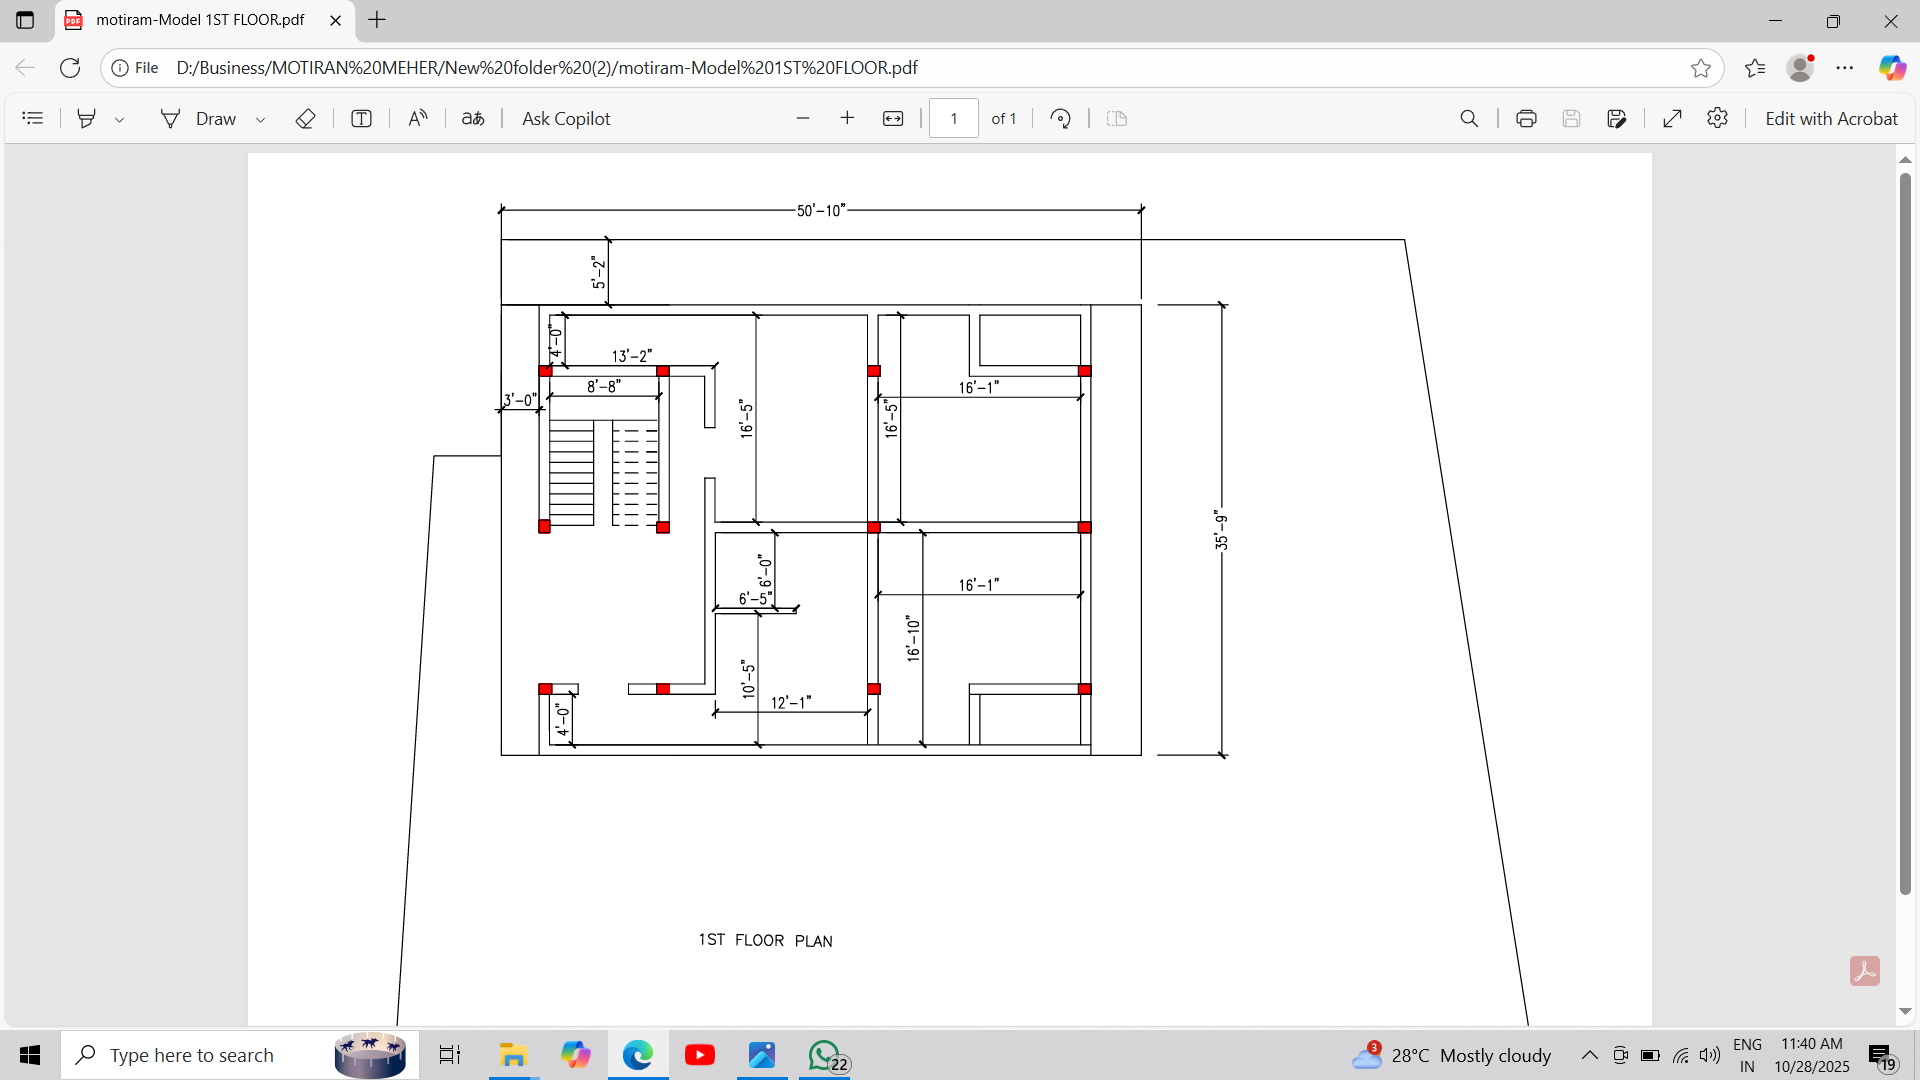 motiram-Model 1ST FLOOR.pdf
File D:/Business/MOTIRAN%20MEHER/New%20folder%20(2)/motiram-Model%201ST%20FLOOR.pdf
Draw A aあ Ask Copilot 1 of 1 Edit with Acrobat
50'-10"
5'-2"
4'-0"
13'-2"
8'-8"
3'-0"
16'-5"
16'-5"
16'-1"
35'-9"
6'-0"
6'-5"
16'-1"
16'-10"
10'-5"
12'-1"
4'-0"
1ST FLOOR PLAN
Type here to search
22
3
28°C Mostly cloudy
ENG
IN
11:40 AM
10/28/2025
19